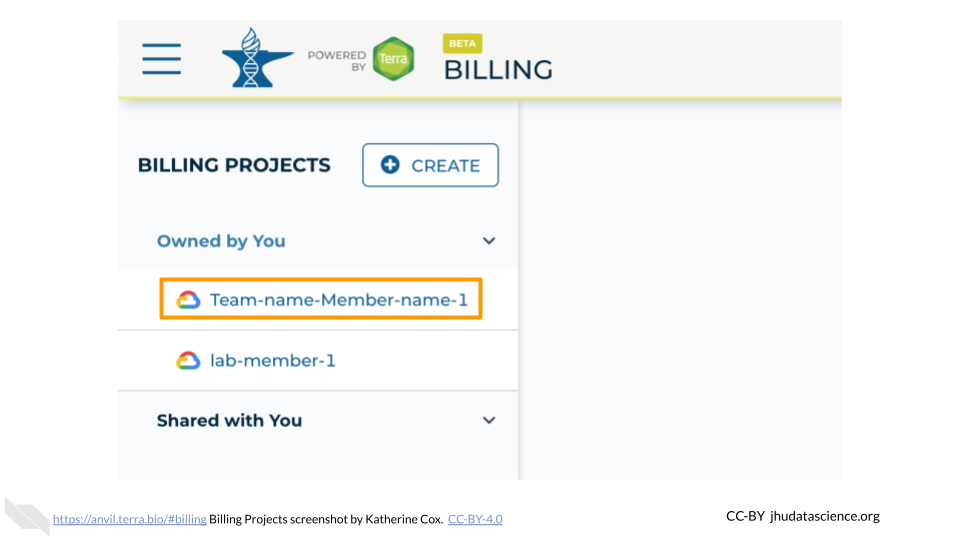 POWERED
BY
Terra
BETA
BILLING
BILLING PROJECTS
CREATE
Owned by You
Team-name-Member-name-1
lab-member-1
Shared with You
https://anvil.terra.bio/#billing Billing Projects screenshot by Katherine Cox. CC-BY-4.0
CC-BY jhudatascience.org